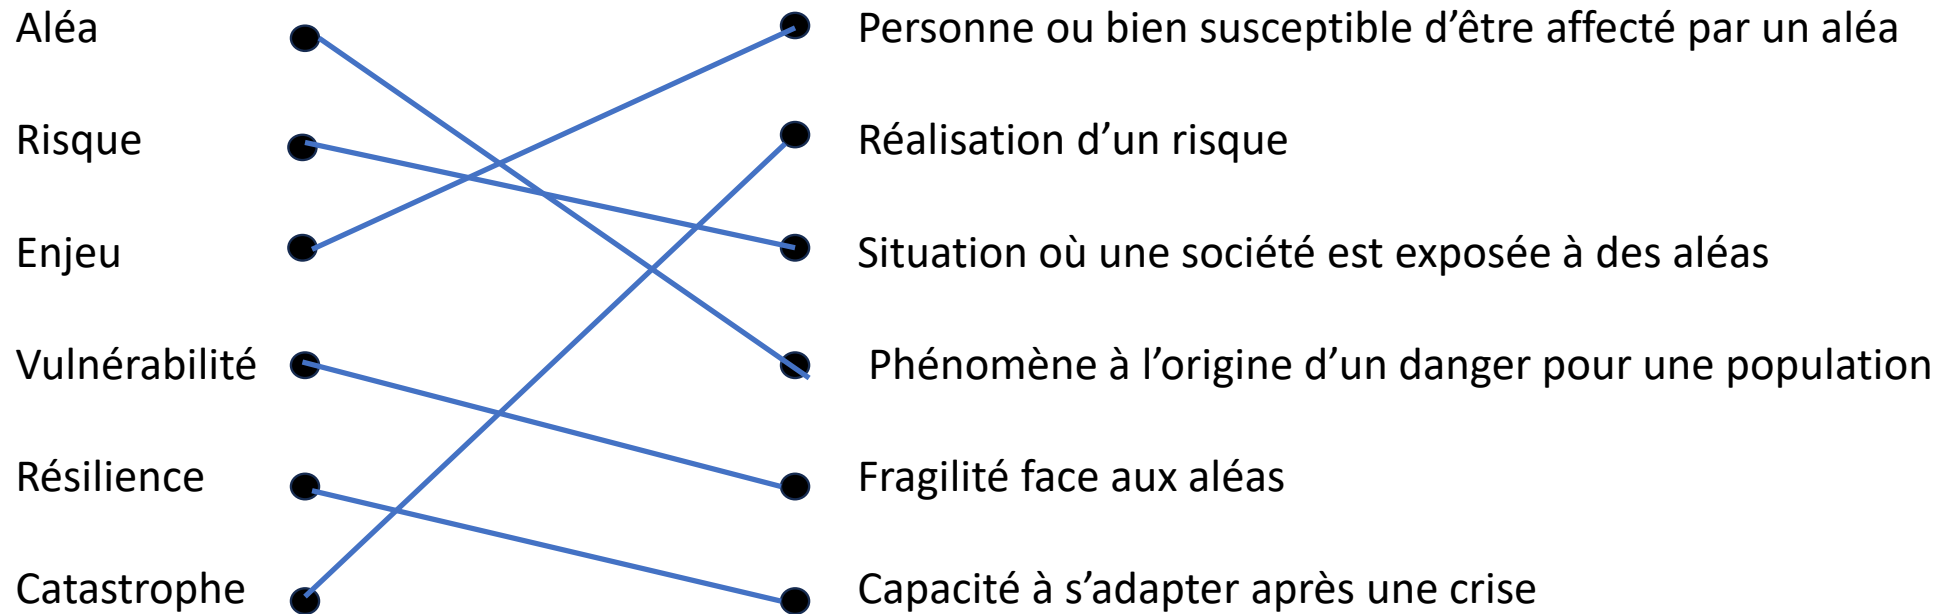 Aléa
Personne ou bien susceptible d’être affecté par un aléa
Risque
Réalisation d’un risque
Enjeu
Situation où une société est exposée à des aléas
Vulnérabilité
Phénomène à l’origine d’un danger pour une population
Résilience
Fragilité face aux aléas
Catastrophe
Capacité à s’adapter après une crise